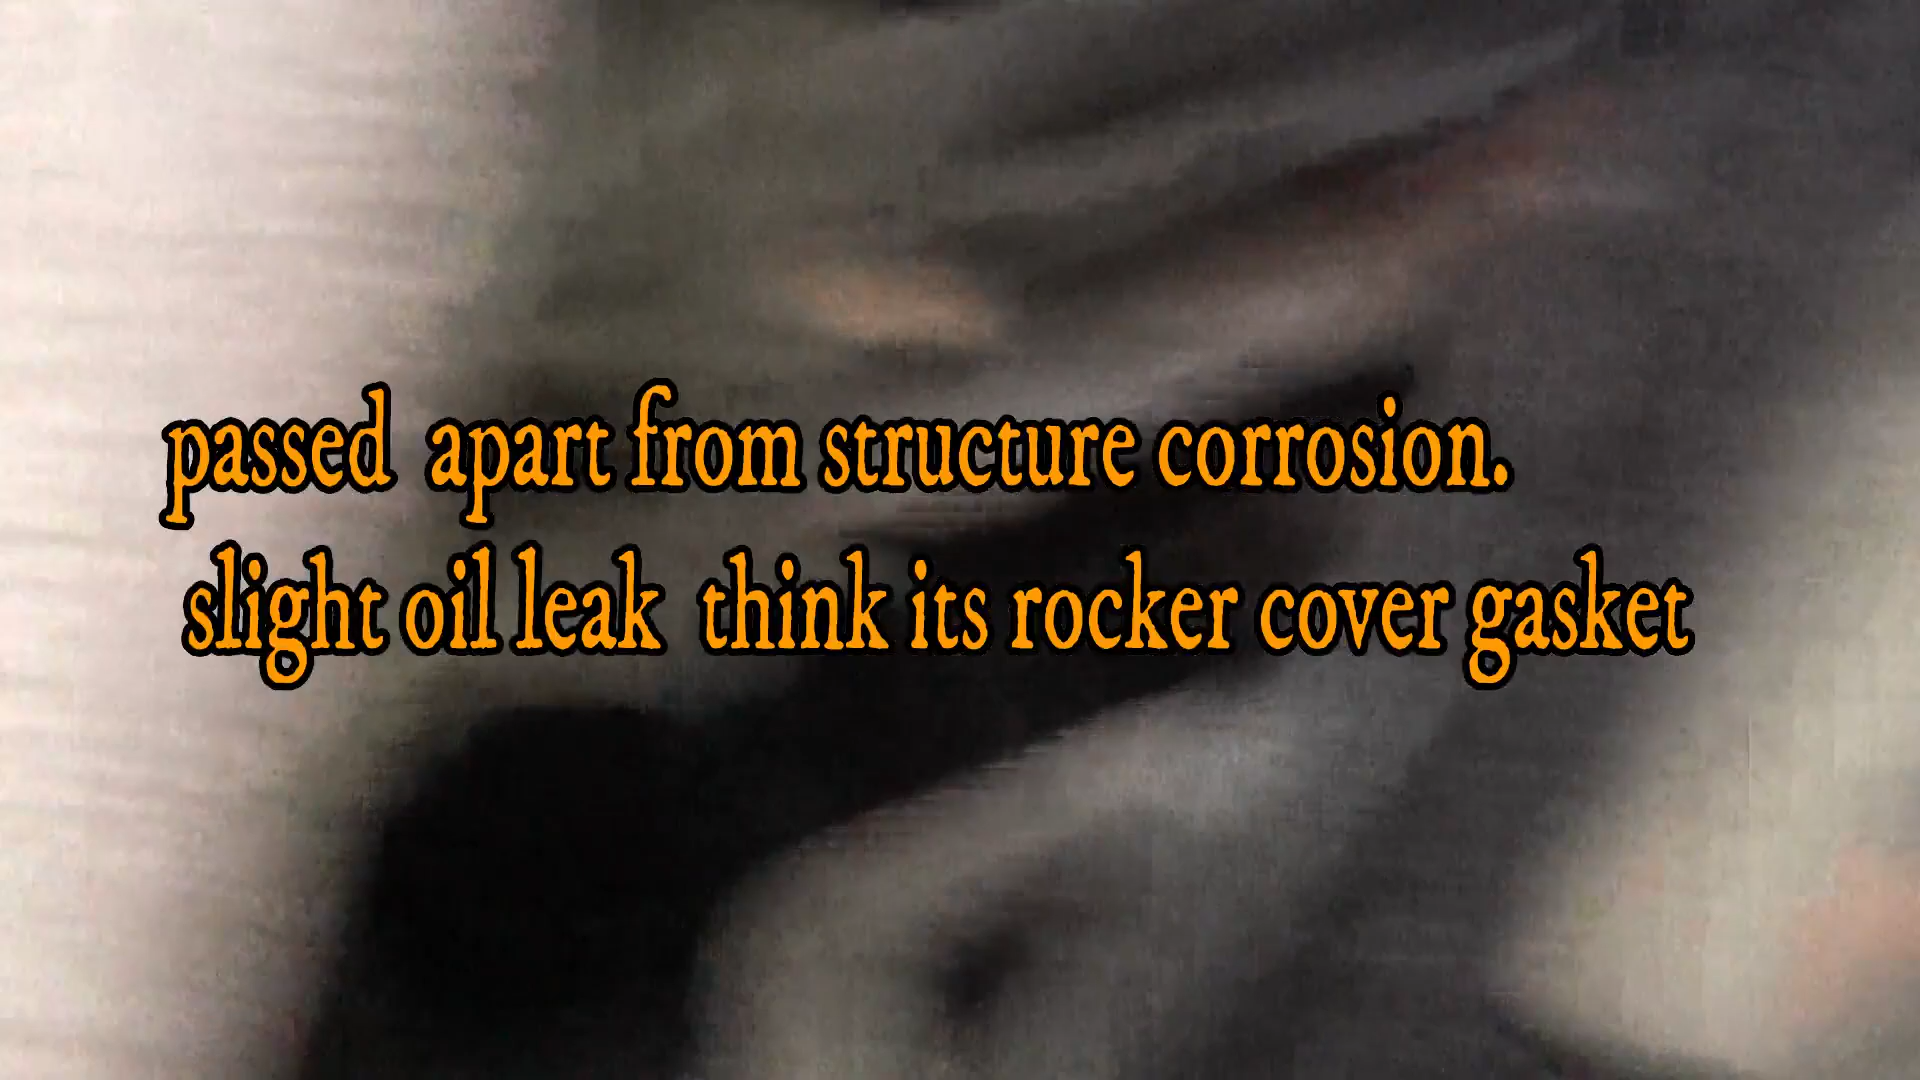 passed apart from structure corrosion.
slight oil leak think its rocker cover gasket